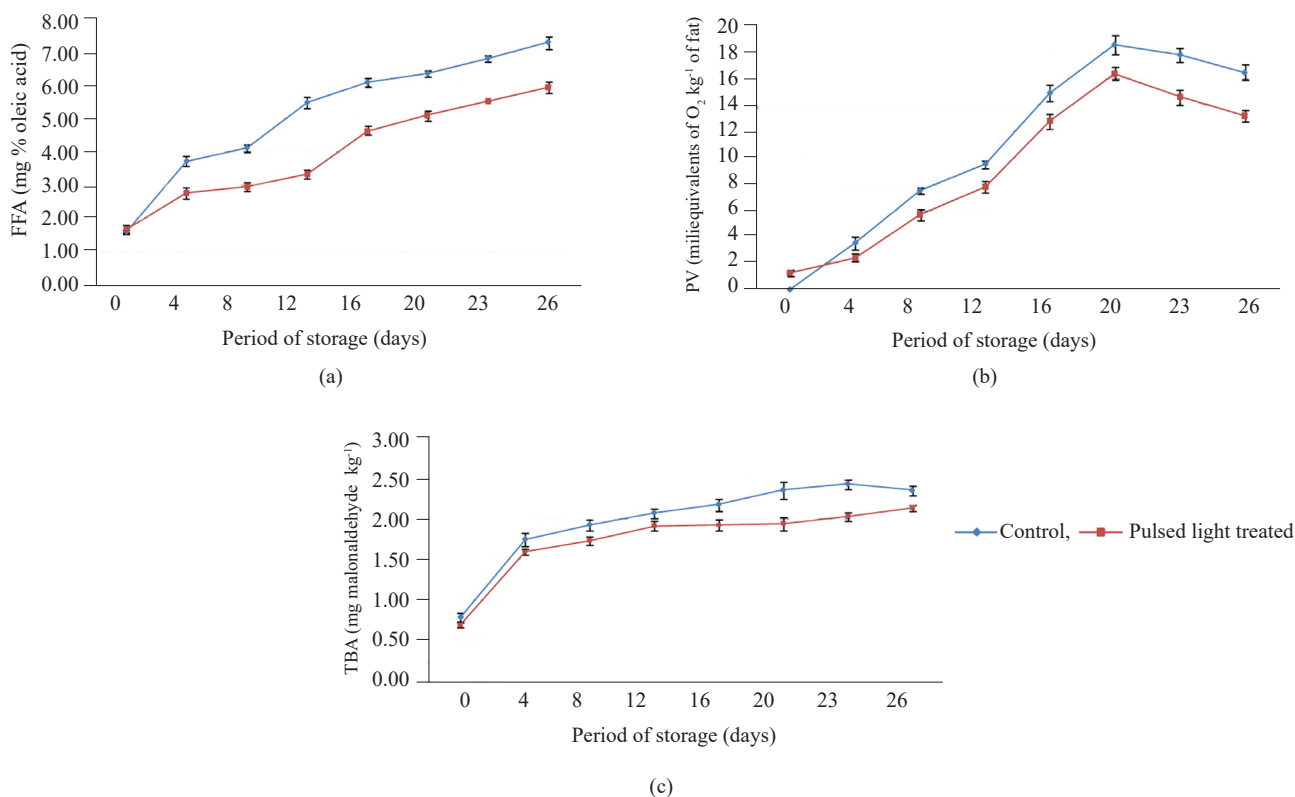 FFA (mg % oleic acid)
8.00
7.00
6.00
5.00
4.00
3.00
2.00
1.00
0.00
0 4 8 12 16 20 23 26
Period of storage (days)
(a)
PV (miliequivalents of O₂ kg⁻¹ of fat)
20
18
16
14
12
10
8
6
4
2
0
0 4 8 12 16 20 23 26
Period of storage (days)
(b)
TBA (mg malonaldehyde kg⁻¹)
3.00
2.50
2.00
1.50
1.00
0.50
0.00
0 4 8 12 16 20 23 26
Period of storage (days)
(c)
Control, Pulsed light treated